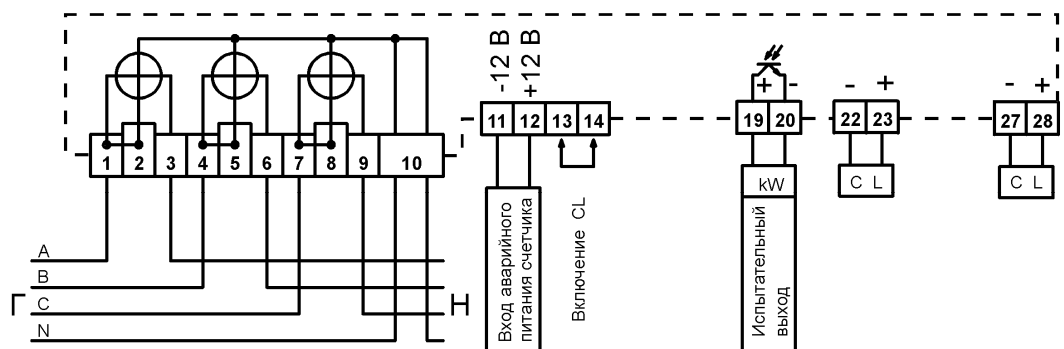 -12 В
+12 В
+ -
- +
- +
1 2 3 4 5 6 7 8 9 10
11 12 13 14
19 20
22 23
27 28
kW
C L
C L
Вход аварийного
питания счетчика
Включение CL
Испытательный
выход
A
B
Г C Н
N